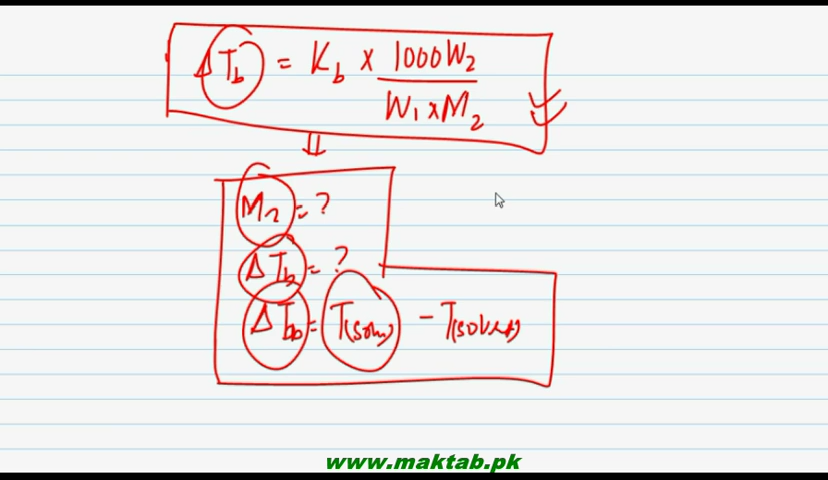 ΔTb = Kb × 1000W2
W1×M2
M2 = ?
ΔTb = ?
ΔTb = T(soln) - T(solvent)
www.maktab.pk